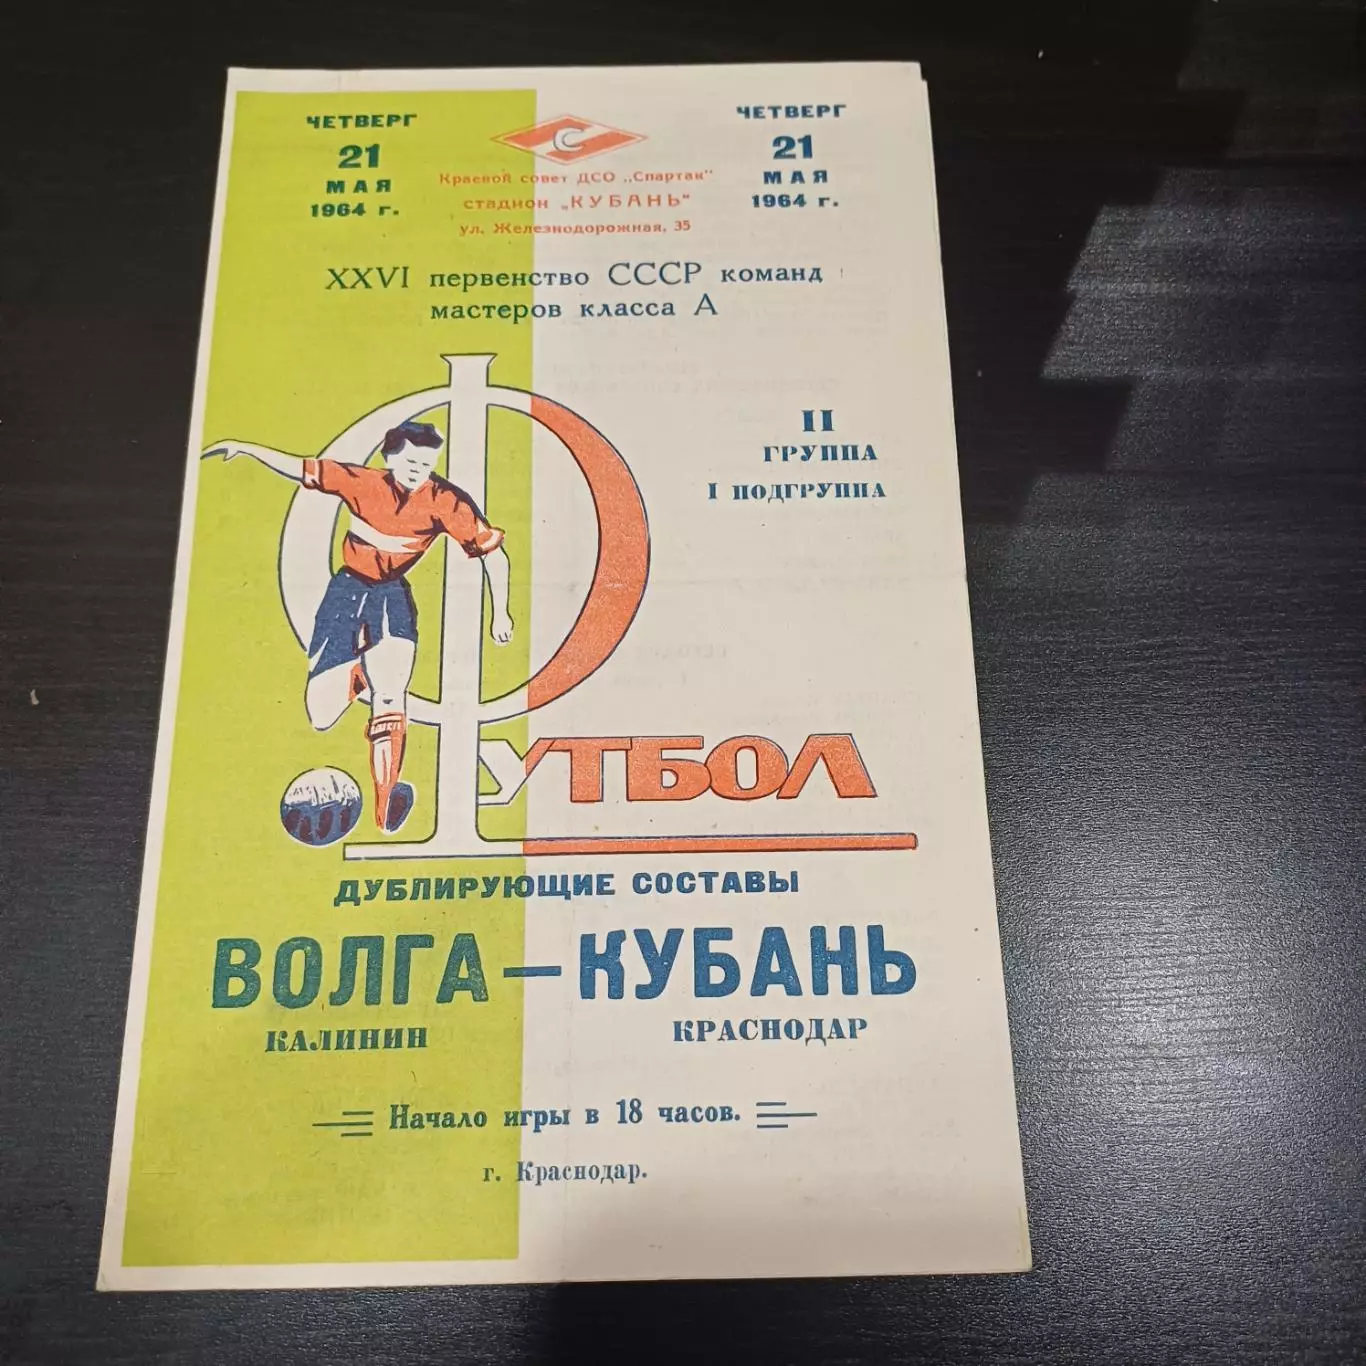 ЧЕТВЕРГ
21
МАЯ
1964 г.
С
Краевой совет ДСО „Спартак"
стадион „КУБАНЬ"
ул. Железнодорожная, 35
ЧЕТВЕРГ
21
МАЯ
1964 г.
XXVI первенство СССР команд
мастеров класса А
II
ГРУППА
I ПОДГРУППА
ФУТБОЛ
ДУБЛИРУЮЩИЕ СОСТАВЫ
ВОЛГА — КУБАНЬ
КАЛИНИН КРАСНОДАР
Начало игры в 18 часов.
г. Краснодар.